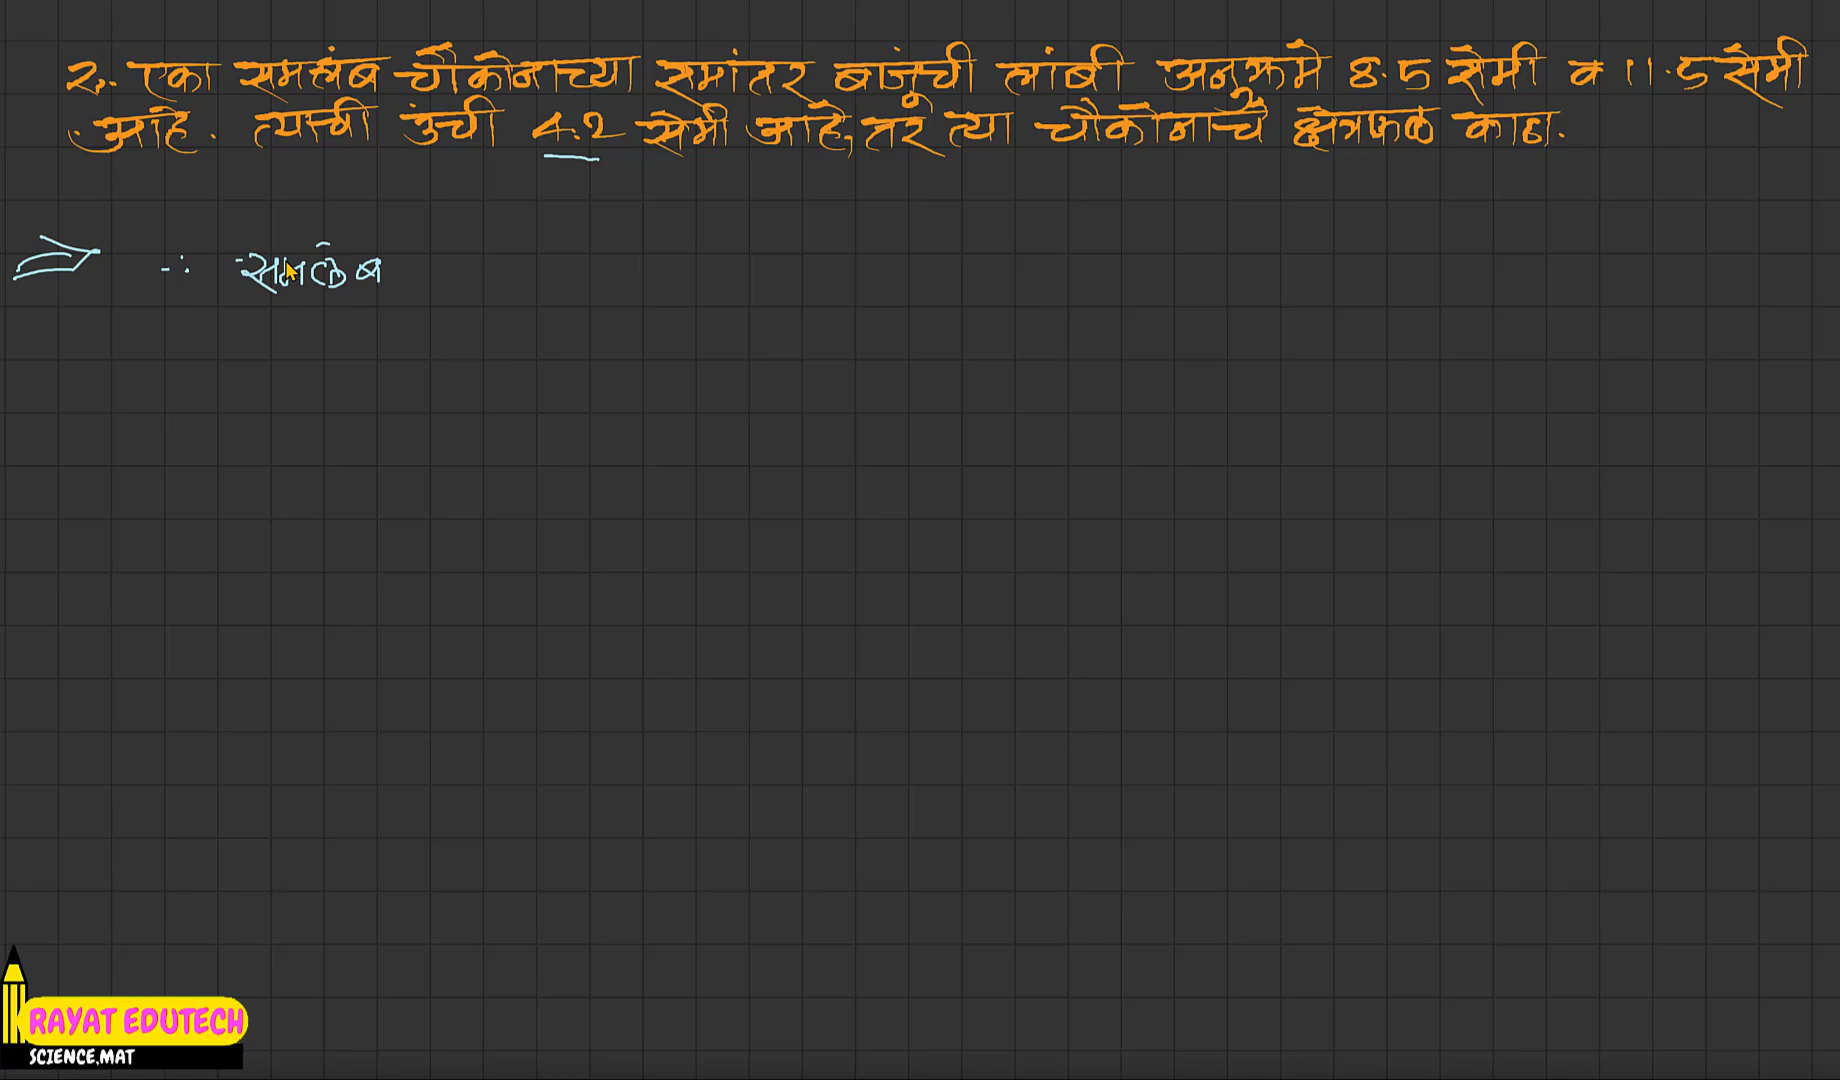 2. एका समलंब चौकोनाच्या समांतर बाजूंची लांबी अनुक्रमे 8.5 सेमी व 11.5 सेमी
आहे. त्याची उंची 4.2 सेमी आहे, तर त्या चौकोनाचे क्षेत्रफळ काढा.
∴ समलंब
RAYAT EDUTECH
SCIENCE,MAT